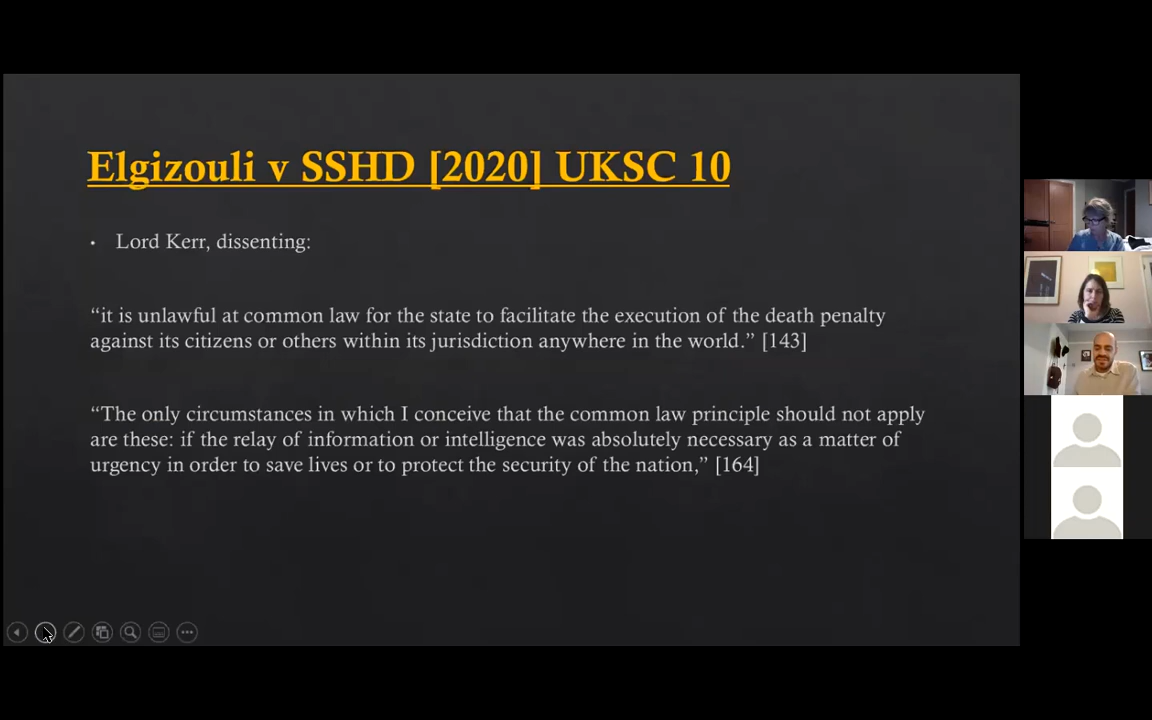 Elgizouli v SSHD [2020] UKSC 10
• Lord Kerr, dissenting:
“it is unlawful at common law for the state to facilitate the execution of the death penalty
against its citizens or others within its jurisdiction anywhere in the world.” [143]
“The only circumstances in which I conceive that the common law principle should not apply
are these: if the relay of information or intelligence was absolutely necessary as a matter of
urgency in order to save lives or to protect the security of the nation,” [164]